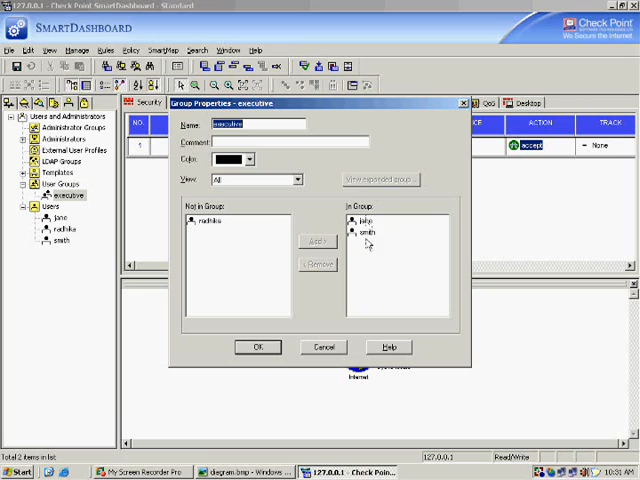 127.0.0.1 - Check Point SmartDashboard - Standard
SMARTDASHBOARD
Check Point
We Secure the Internet.
File Edit View Manage Rules Policy SmartMap Search Window Help
Security
QoS
Desktop
Users and Administrators
Administrator Groups
Administrators
External User Profiles
LDAP Groups
Templates
User Groups
executive
Users
jane
radhika
smith
NO.
ACTION
TRACK
1
accept
None
Group Properties - executive
Name: executive
Comment:
Color:
View: All
View expanded group...
Not in Group:
In Group:
radhika
jane
smith
Add >
< Remove
OK
Cancel
Help
Internet
Total 2 items in list
127.0.0.1
Read/Write
Start
My Screen Recorder Pro
diagram.bmp - Windows ...
127.0.0.1 - Check Poin...
10:31 AM